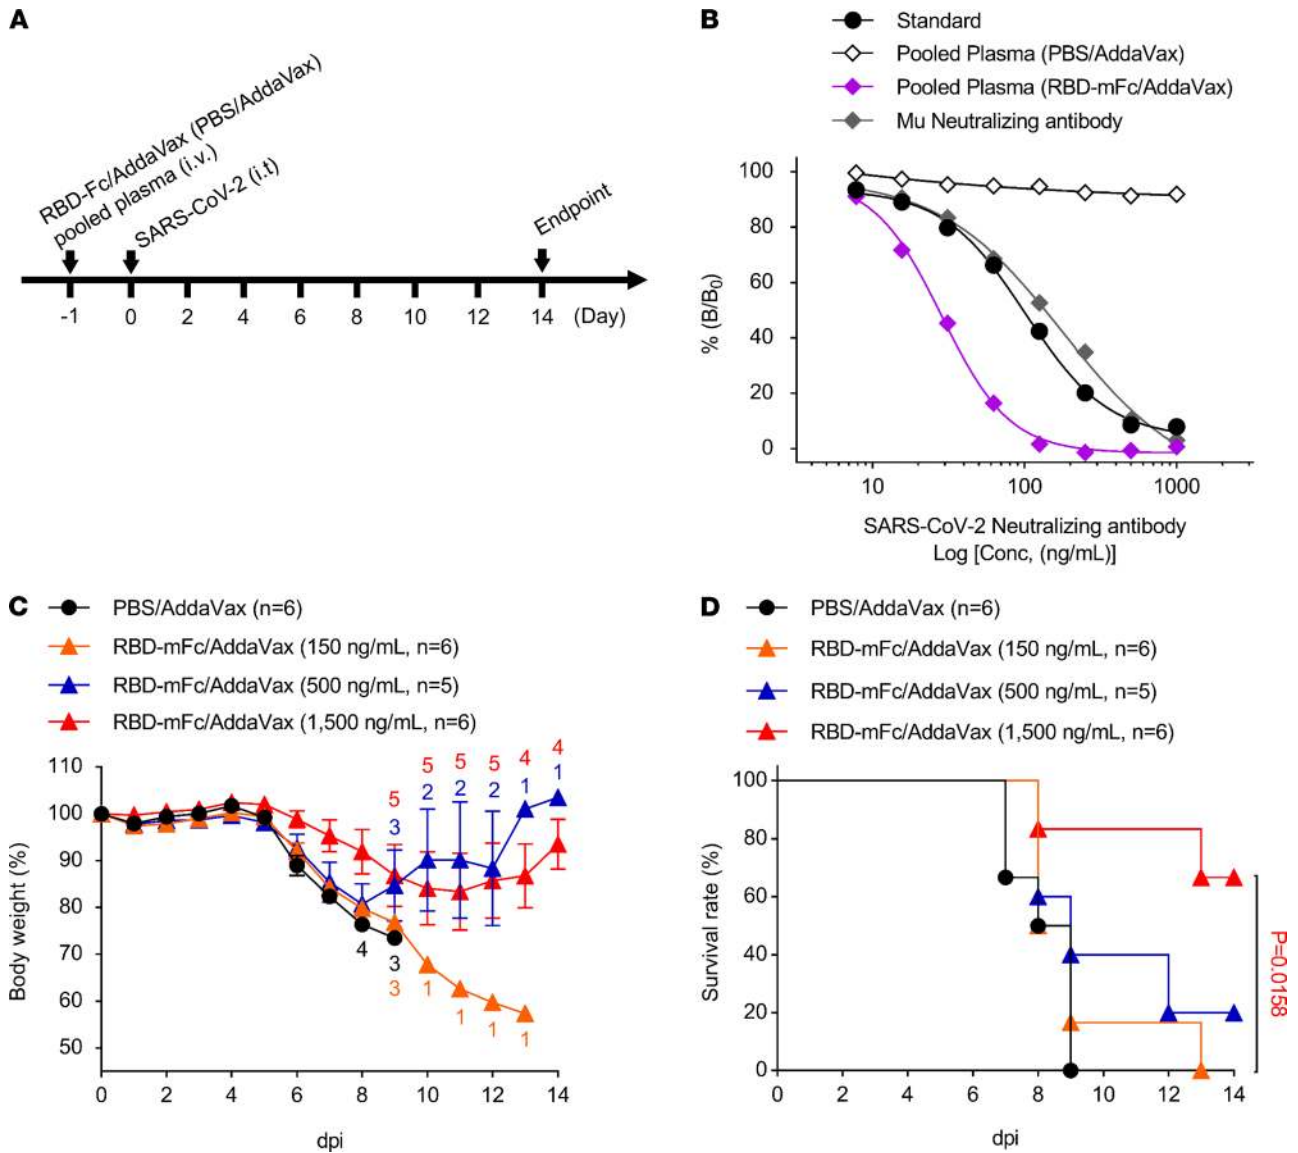 A
RBD-Fc/AddaVax (PBS/AddaVax)
pooled plasma (i.v.)
SARS-CoV-2 (i.t)
Endpoint
-1 0 2 4 6 8 10 12 14 (Day)
B
Standard
Pooled Plasma (PBS/AddaVax)
Pooled Plasma (RBD-mFc/AddaVax)
Mu Neutralizing antibody
% (B/B0)
100
80
60
40
20
0
10 100 1000
SARS-CoV-2 Neutralizing antibody
Log [Conc, (ng/mL)]
C
PBS/AddaVax (n=6)
RBD-mFc/AddaVax (150 ng/mL, n=6)
RBD-mFc/AddaVax (500 ng/mL, n=5)
RBD-mFc/AddaVax (1,500 ng/mL, n=6)
Body weight (%)
110
100
90
80
70
60
50
5 5 5 5 4 4
3 2 2 2 1 1
4 3
3 1 1 1 1
0 2 4 6 8 10 12 14
dpi
D
PBS/AddaVax (n=6)
RBD-mFc/AddaVax (150 ng/mL, n=6)
RBD-mFc/AddaVax (500 ng/mL, n=5)
RBD-mFc/AddaVax (1,500 ng/mL, n=6)
Survival rate (%)
100
80
60
40
20
0
P=0.0158
0 2 4 6 8 10 12 14
dpi